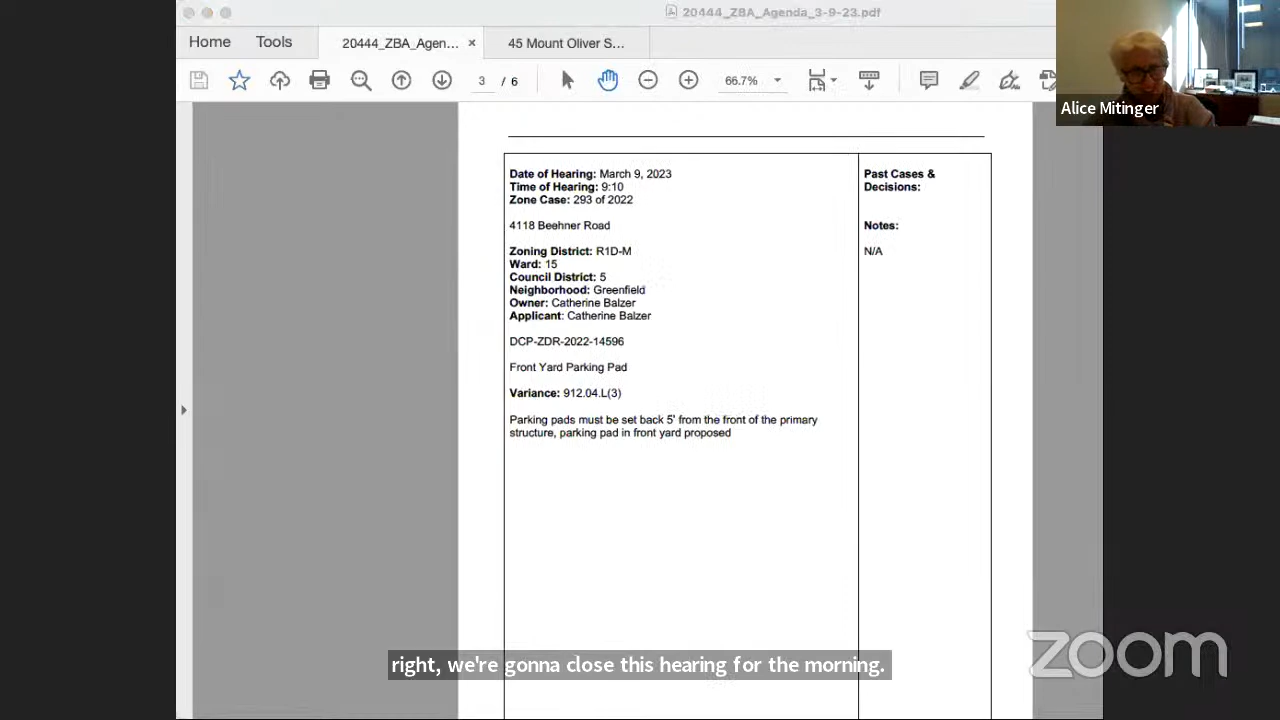 20444_ZBA_Agenda_3-9-23.pdf
Home
Tools
20444_ZBA_Agen...
×
45 Mount Oliver S...
3 / 6
66.7%
Alice Mitinger
Date of Hearing: March 9, 2023
Time of Hearing: 9:10
Zone Case: 293 of 2022
4118 Beehner Road
Zoning District: R1D-M
Ward: 15
Council District: 5
Neighborhood: Greenfield
Owner: Catherine Balzer
Applicant: Catherine Balzer
DCP-ZDR-2022-14596
Front Yard Parking Pad
Variance: 912.04.L(3)
Parking pads must be set back 5' from the front of the primary
structure, parking pad in front yard proposed
Past Cases &
Decisions:
Notes:
N/A
right, we're gonna close this hearing for the morning.
zoom